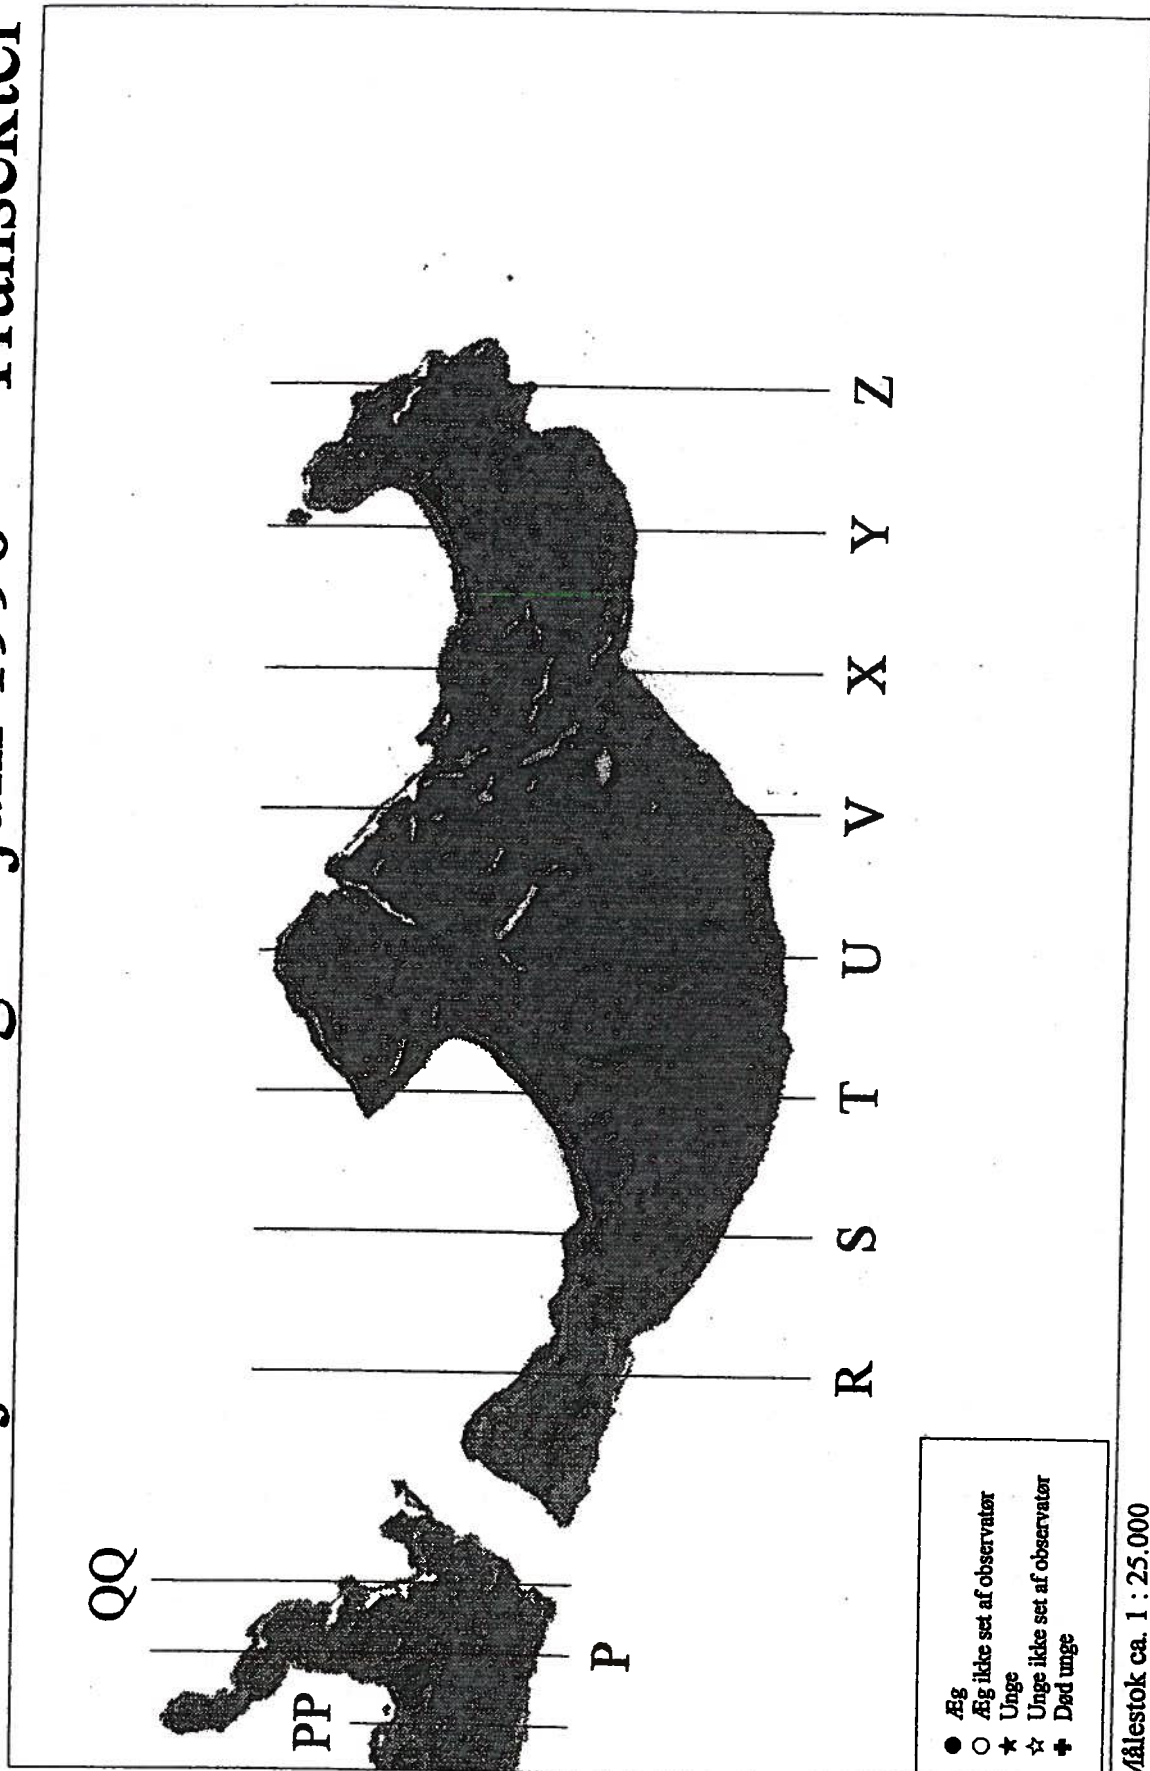 Transekter
QQ
PP
P
R
S
T
U
V
X
Y
Z
Æg
Æg ikke set af observatør
Unge
Unge ikke set af observatør
Død unge
Målestok ca. 1 : 25.000